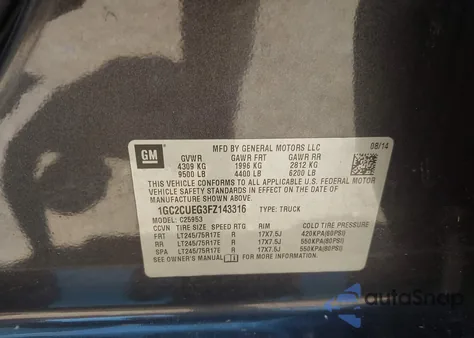 GM
MFD BY GENERAL MOTORS LLC 08/14
GVWR GAWR FRT GAWR RR
4309 KG 1996 KG 2812 KG
9500 LB 4400 LB 6200 LB
THIS VEHICLE CONFORMS TO ALL APPLICABLE U.S. FEDERAL MOTOR
VEHICLE SAFETY STANDARDS IN EFFECT ON THE DATE OF
MANUFACTURE SHOWN ABOVE.
1GC2CUEG3FZ143316 TYPE: TRUCK
MODEL: C25953
CCVN TIRE SIZE SPEED RTG RIM COLD TIRE PRESSURE
FRT LT245/75R17E R 17X7.5J 420KPA(60PSI)
RR LT245/75R17E R 17X7.5J 550KPA(80PSI)
SPA LT245/75R17E R 17X7.5J 550KPA(80PSI)
SEE OWNER'S MANUAL FOR ADDITIONAL INFORMATION
autoSnap